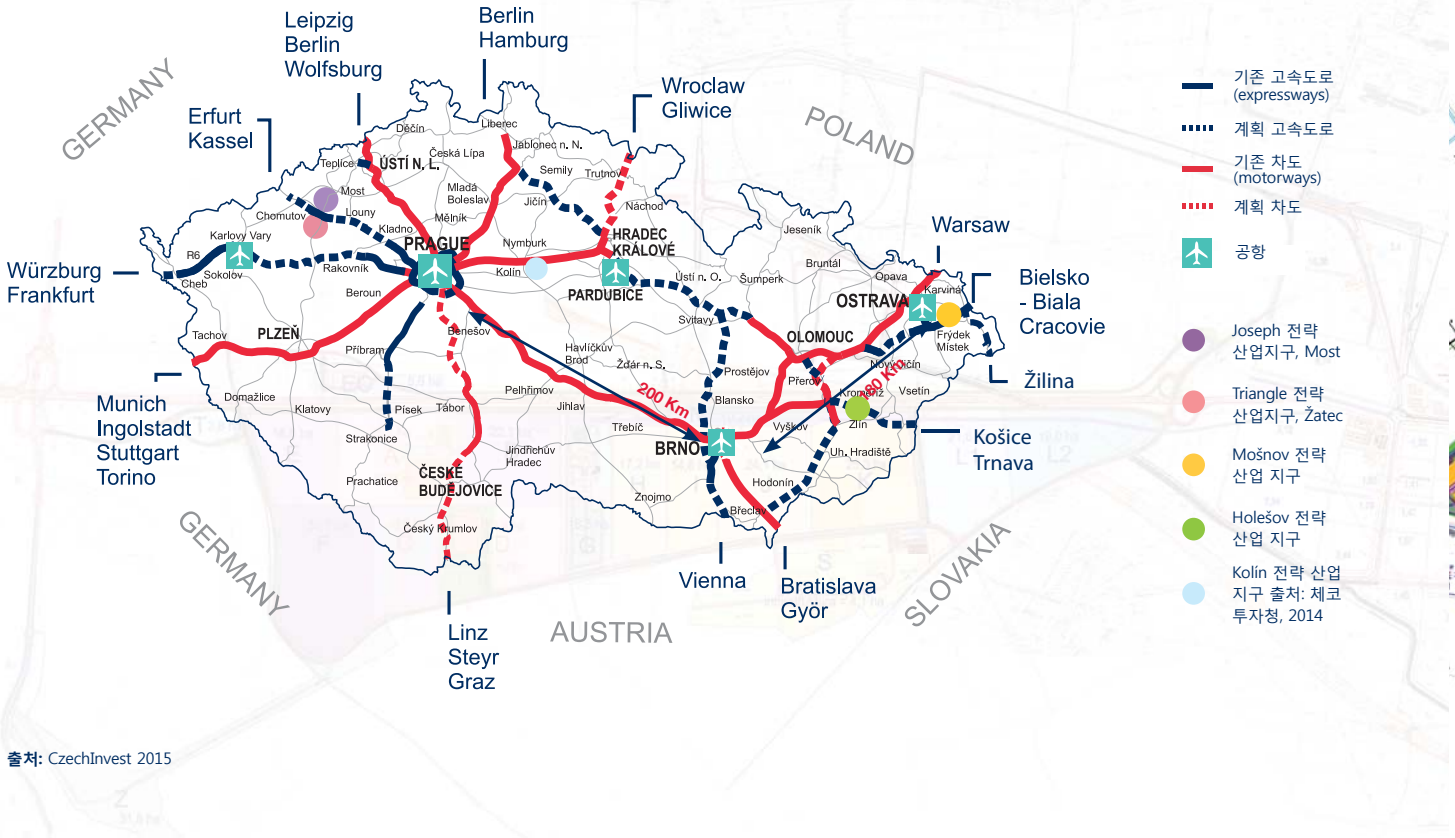 Leipzig
Berlin
Wolfsburg
Berlin
Hamburg
Wroclaw
Gliwice
Erfurt
Kassel
GERMANY
POLAND
Würzburg
Frankfurt
Munich
Ingolstadt
Stuttgart
Torino
GERMANY
Linz
Steyr
Graz
AUSTRIA
Vienna
Bratislava
Györ
SLOVAKIA
Košice
Trnava
Žilina
Bielsko
- Biala
Cracovie
Warsaw
Děčín
Liberec
Jablonec n. N.
Česká Lípa
Teplice
ÚSTÍ N. L.
Semily
Trutnov
Most
Mladá
Boleslav
Jičín
Náchod
Chomutov
Louny
Mělník
Kladno
Karlovy Vary
PRAGUE
Nymburk
HRADEC
KRÁLOVÉ
R6
Sokolov
Cheb
Rakovník
Kolín
Beroun
PARDUBICE
Ústí n. O.
Šumperk
Jeseník
Bruntál
Opava
Karviná
OSTRAVA
Tachov
PLZEŇ
Příbram
Benešov
Svitavy
OLOMOUC
Frýdek
Místek
Havlíčkův
Brod
Žďár n. S.
Prostějov
Přerov
Nový Jičín
Vsetín
Domažlice
Klatovy
Písek
Tábor
Pelhřimov
Jihlav
200 Km
Blansko
Kroměříž
Zlín
Strakonice
Třebíč
BRNO
Vyškov
Uh. Hradiště
Jindřichův
Hradec
Prachatice
ČESKÉ
BUDĚJOVICE
Znojmo
Hodonín
Břeclav
Český Krumlov
기존 고속도로
(expressways)
계획 고속도로
기존 차도
(motorways)
계획 차도
공항
Joseph 전략
산업지구, Most
Triangle 전략
산업지구, Žatec
Mošnov 전략
산업 지구
Holešov 전략
산업 지구
Kolín 전략 산업
지구 출처: 체코
투자청, 2014
출처: CzechInvest 2015